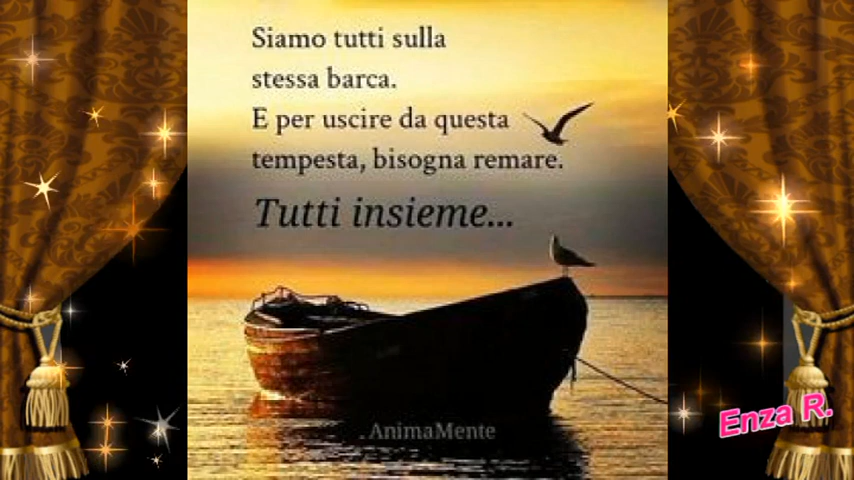 Siamo tutti sulla
stessa barca.
E per uscire da questa
tempesta, bisogna remare.
Tutti insieme...
.AnimaMente
Enza R.